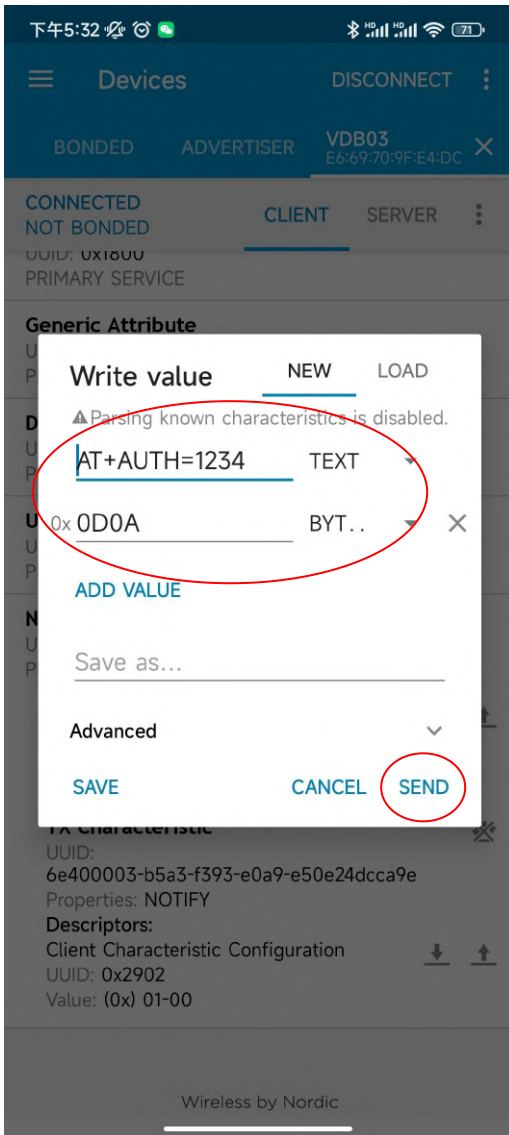 下午5:32 HD HD 71
Devices DISCONNECT
BONDED ADVERTISER VDB03
E6:69:70:9F:E4:DC
CONNECTED
NOT BONDED CLIENT SERVER
UUID: 0x1800
PRIMARY SERVICE
Generic Attribute
U
P
Write value NEW LOAD
Parsing known characteristics is disabled.
D
U
P
AT+AUTH=1234 TEXT
U
0x 0D0A BYT..
U
P
ADD VALUE
N
U
P
Save as...
Advanced
SAVE CANCEL SEND
TX Characteristic
UUID:
6e400003-b5a3-f393-e0a9-e50e24dcca9e
Properties: NOTIFY
Descriptors:
Client Characteristic Configuration
UUID: 0x2902
Value: (0x) 01-00
Wireless by Nordic